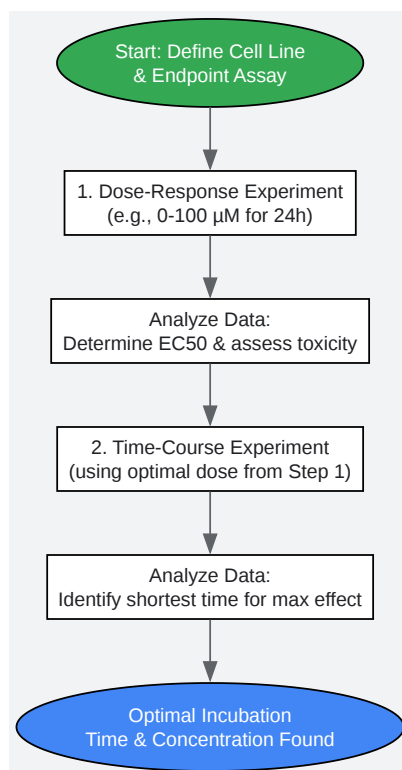 Start: Define Cell Line
& Endpoint Assay
1. Dose-Response Experiment
(e.g., 0-100 µM for 24h)
Analyze Data:
Determine EC50 & assess toxicity
2. Time-Course Experiment
(using optimal dose from Step 1)
Analyze Data:
Identify shortest time for max effect
Optimal Incubation
Time & Concentration Found